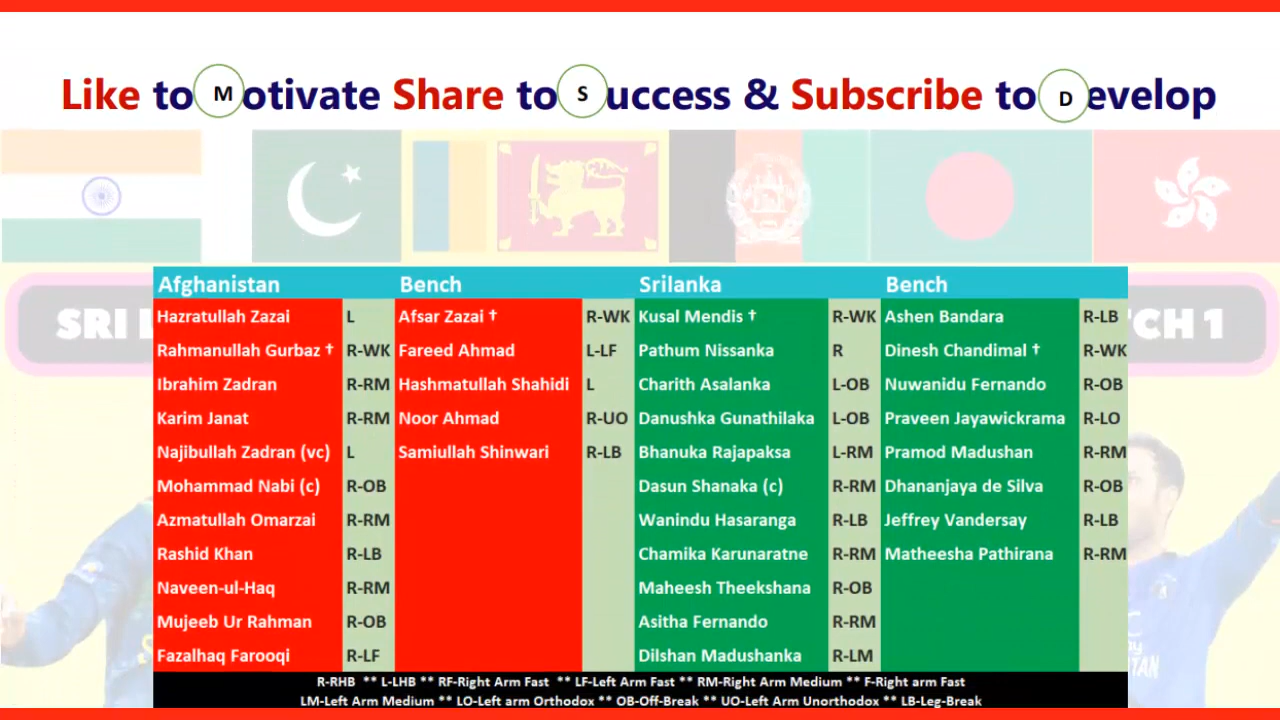 Like to Motivate Share to Success & Subscribe to Develop
SRI L
TCH 1
Afghanistan Bench Srilanka Bench
Hazratullah Zazai L Afsar Zazai † R-WK Kusal Mendis † R-WK Ashen Bandara R-LB
Rahmanullah Gurbaz † R-WK Fareed Ahmad L-LF Pathum Nissanka R Dinesh Chandimal † R-WK
Ibrahim Zadran R-RM Hashmatullah Shahidi L Charith Asalanka L-OB Nuwanidu Fernando R-OB
Karim Janat R-RM Noor Ahmad R-UO Danushka Gunathilaka L-OB Praveen Jayawickrama R-LO
Najibullah Zadran (vc) L Samiullah Shinwari R-LB Bhanuka Rajapaksa L-RM Pramod Madushan R-RM
Mohammad Nabi (c) R-OB Dasun Shanaka (c) R-RM Dhananjaya de Silva R-OB
Azmatullah Omarzai R-RM Wanindu Hasaranga R-LB Jeffrey Vandersay R-LB
Rashid Khan R-LB Chamika Karunaratne R-RM Matheesha Pathirana R-RM
Naveen-ul-Haq R-RM Maheesh Theekshana R-OB
Mujeeb Ur Rahman R-OB Asitha Fernando R-RM
Fazalhaq Farooqi R-LF Dilshan Madushanka R-LM
R-RHB ** L-LHB ** RF-Right Arm Fast ** LF-Left Arm Fast ** RM-Right Arm Medium ** F-Right arm Fast
LM-Left Arm Medium ** LO-Left arm Orthodox ** OB-Off-Break ** UO-Left Arm Unorthodox ** LB-Leg-Break